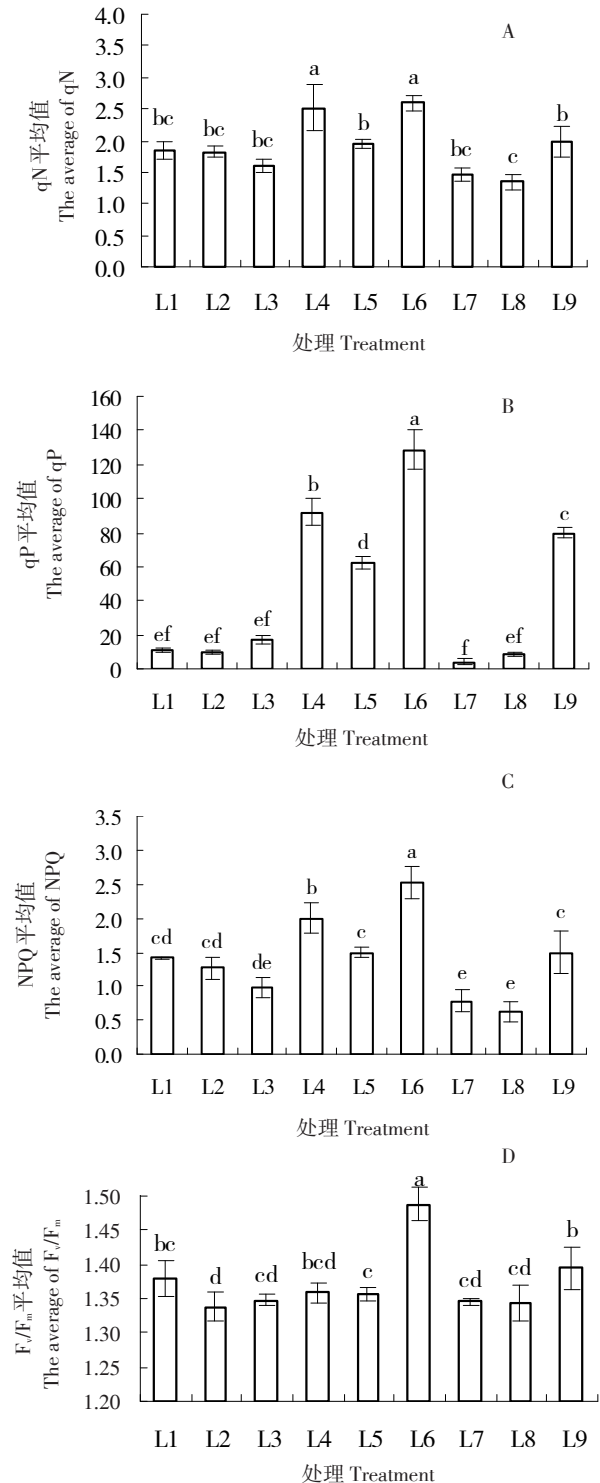 A
qN 平均值
The average of qN
4.0
3.5
3.0
2.5
2.0
1.5
1.0
0.5
0.0
bc bc bc a b a bc c b
L1 L2 L3 L4 L5 L6 L7 L8 L9
处理 Treatment
B
qP 平均值
The average of qP
160
140
120
100
80
60
40
20
0
ef ef ef b d a f ef c
L1 L2 L3 L4 L5 L6 L7 L8 L9
处理 Treatment
C
NPQ 平均值
The average of NPQ
3.5
3.0
2.5
2.0
1.5
1.0
0.5
0.0
cd cd de b c a e e c
L1 L2 L3 L4 L5 L6 L7 L8 L9
处理 Treatment
D
Fv/Fm 平均值
The average of Fv/Fm
1.50
1.45
1.40
1.35
1.30
1.25
1.20
bc d cd bcd c a cd cd b
L1 L2 L3 L4 L5 L6 L7 L8 L9
处理 Treatment